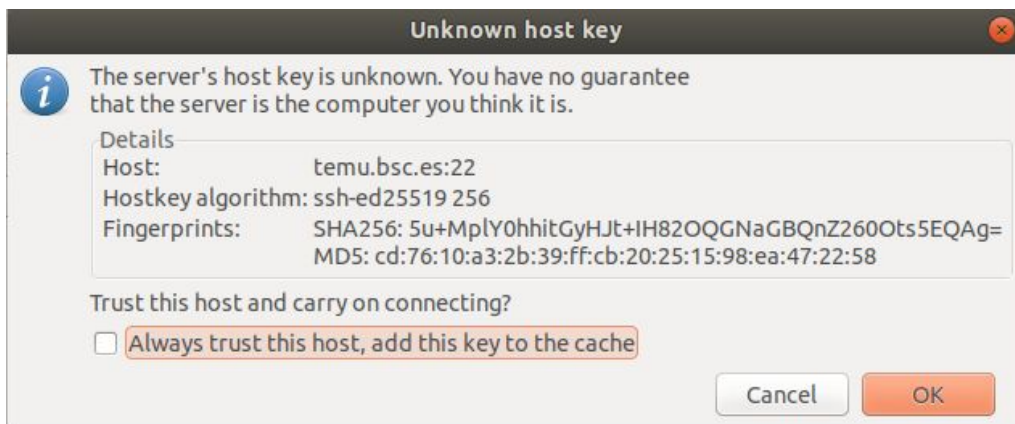 Unknown host key
The server's host key is unknown. You have no guarantee
that the server is the computer you think it is.
Details
Host: temu.bsc.es:22
Hostkey algorithm: ssh-ed25519 256
Fingerprints: SHA256: 5u+MplY0hhitGyHJt+IH82OQGNaGBQnZ260Ots5EQAg=
MD5: cd:76:10:a3:2b:39:ff:cb:20:25:15:98:ea:47:22:58
Trust this host and carry on connecting?
Always trust this host, add this key to the cache
Cancel OK